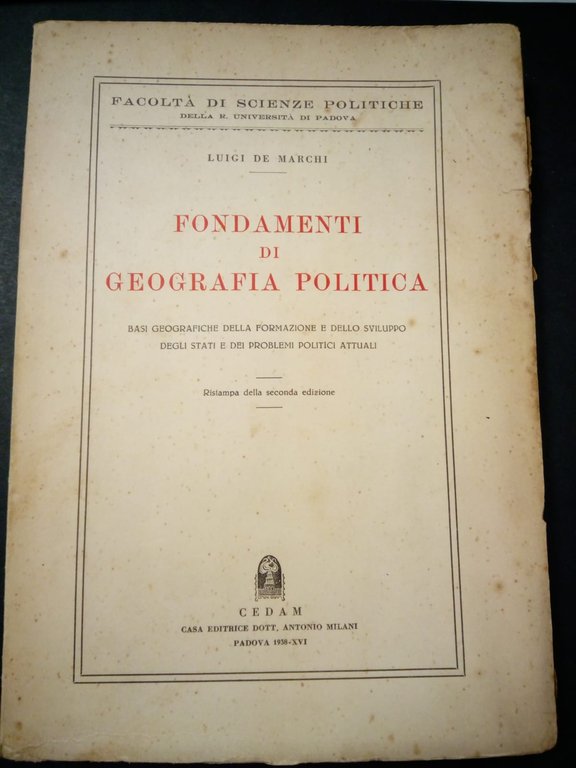 FACOLTÀ DI SCIENZE POLITICHE
DELLA R. UNIVERSITÀ DI PADOVA
LUIGI DE MARCHI
FONDAMENTI
DI
GEOGRAFIA POLITICA
BASI GEOGRAFICHE DELLA FORMAZIONE E DELLO SVILUPPO
DEGLI STATI E DEI PROBLEMI POLITICI ATTUALI
Ristampa della seconda edizione
CEDAM
CASA EDITRICE DOTT. ANTONIO MILANI
PADOVA 1938-XVI